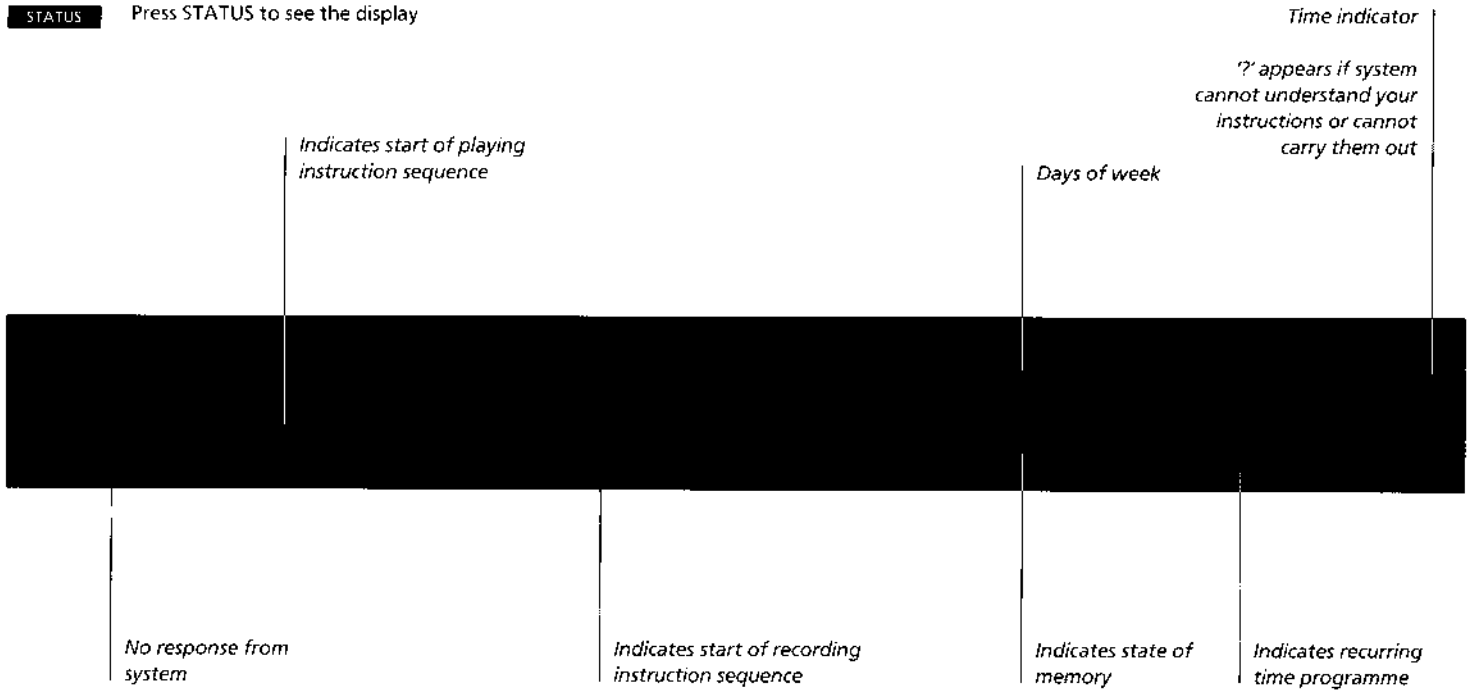 STATUS Press STATUS to see the display
Time indicator
'?' appears if system
cannot understand your
instructions or cannot
carry them out
Indicates start of playing
instruction sequence
Days of week
No response from
system
Indicates start of recording
instruction sequence
Indicates state of
memory
Indicates recurring
time programme